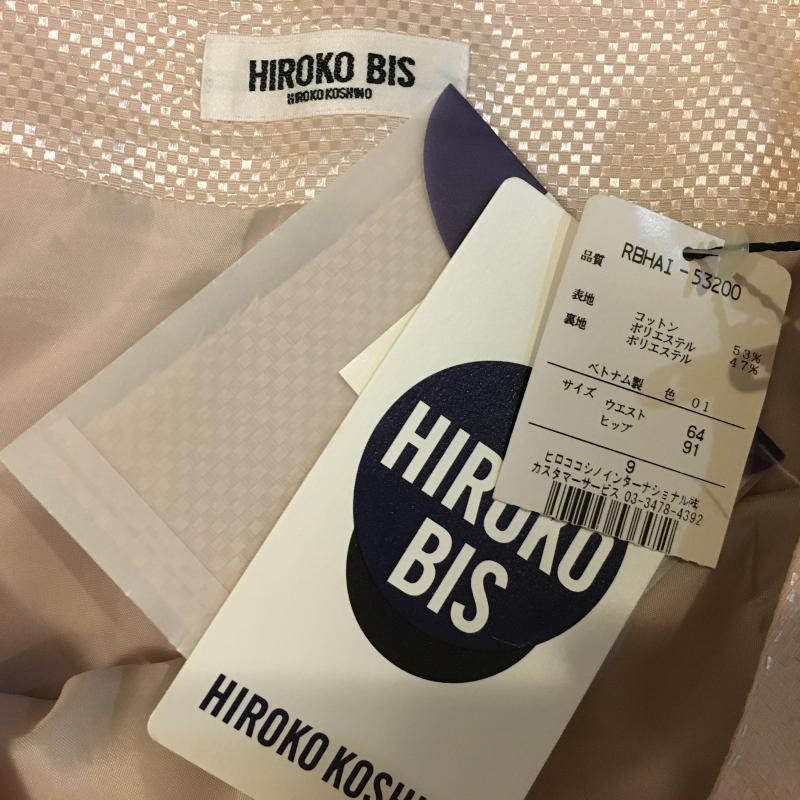 HIROKO BIS
HIROKO KOSHINO
品質 RBHAI-53200
表地 コットン 53%
ポリエステル 47%
裏地 ポリエステル
ベトナム製 色 01
サイズ ウエスト 64
ヒップ 91
9
ヒロココシノインターナショナル㈱
カスタマーサービス 03-3478-4392
HIROKO
BIS
HIROKO KOSHI